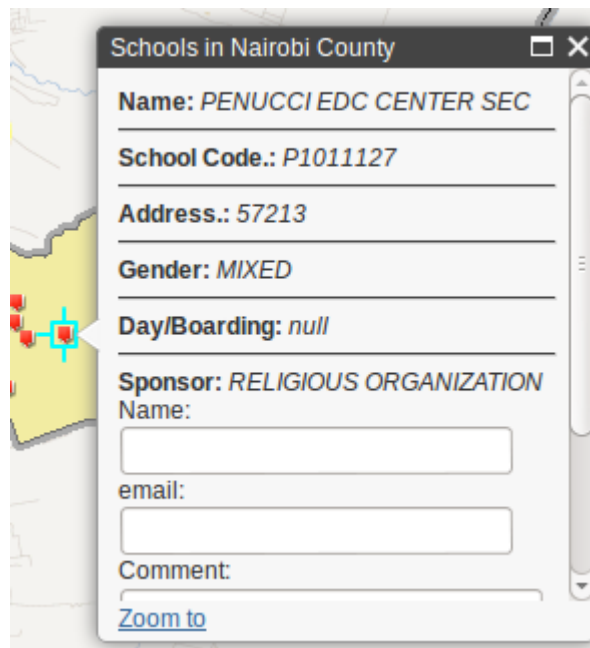 Schools in Nairobi County
Name: PENUCCI EDC CENTER SEC
School Code.: P1011127
Address.: 57213
Gender: MIXED
Day/Boarding: null
Sponsor: RELIGIOUS ORGANIZATION
Name:
email:
Comment:
Zoom to